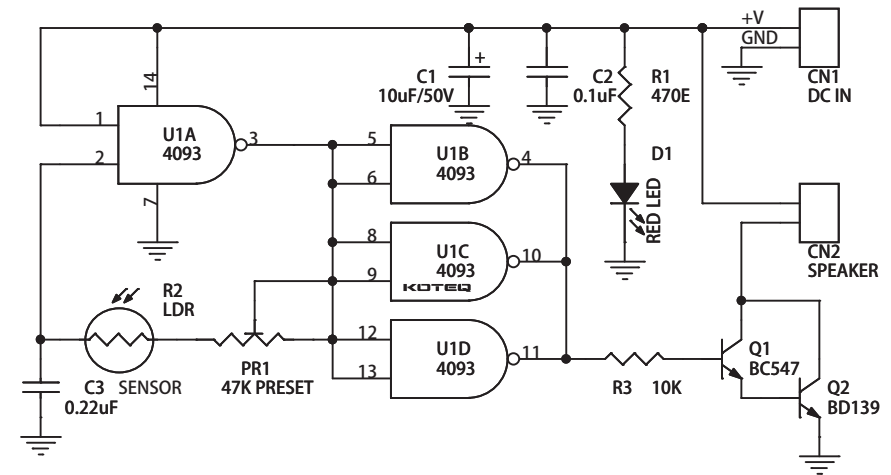 +V
GND
CN1
DC IN
14
C1
10uF/50V
+
C2
0.1uF
R1
470E
1
2
U1A
4093
3
7
5
6
U1B
4093
4
D1
RED LED
8
9
U1C
4093
KOTEQ
10
CN2
SPEAKER
R2
LDR
C3
0.22uF
SENSOR
PR1
47K PRESET
12
13
U1D
4093
11
R3
10K
Q1
BC547
Q2
BD139